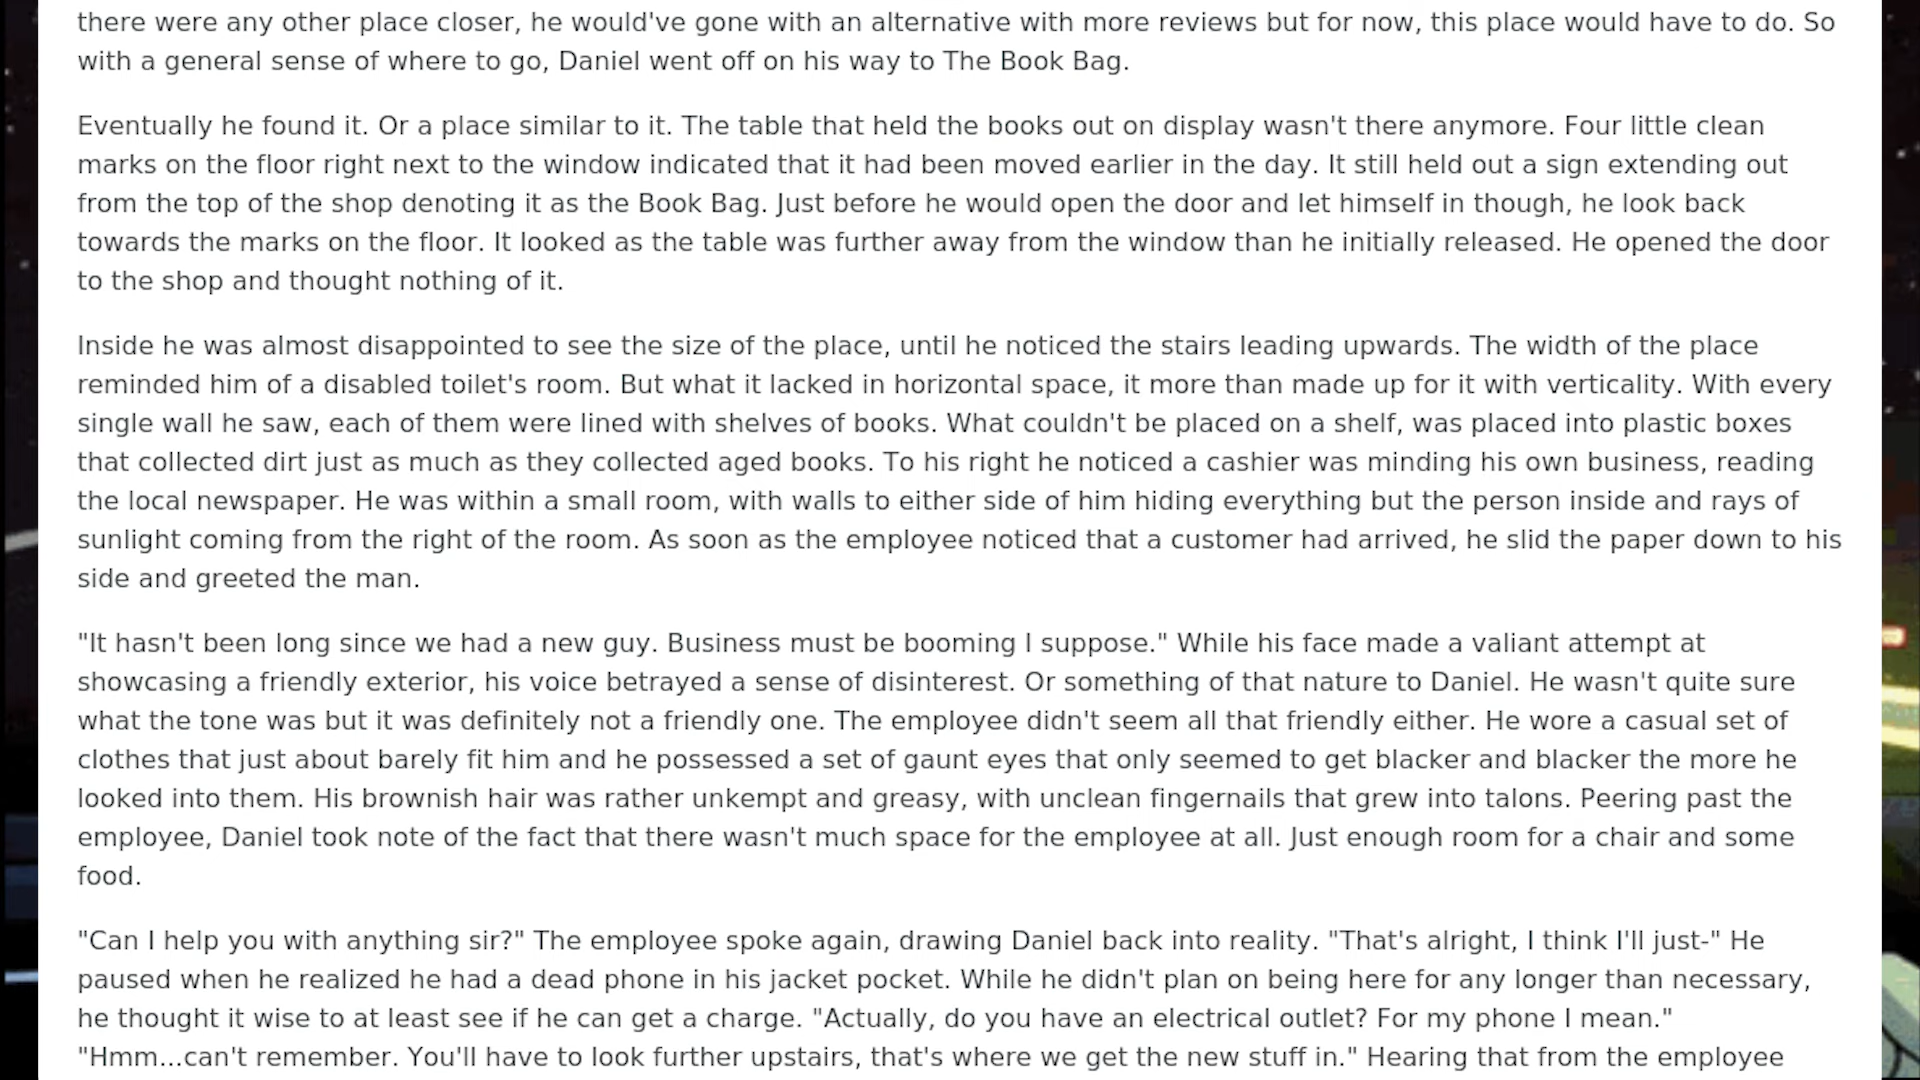 there were any other place closer, he would've gone with an alternative with more reviews but for now, this place would have to do. So
with a general sense of where to go, Daniel went off on his way to The Book Bag.
Eventually he found it. Or a place similar to it. The table that held the books out on display wasn't there anymore. Four little clean
marks on the floor right next to the window indicated that it had been moved earlier in the day. It still held out a sign extending out
from the top of the shop denoting it as the Book Bag. Just before he would open the door and let himself in though, he look back
towards the marks on the floor. It looked as the table was further away from the window than he initially released. He opened the door
to the shop and thought nothing of it.
Inside he was almost disappointed to see the size of the place, until he noticed the stairs leading upwards. The width of the place
reminded him of a disabled toilet's room. But what it lacked in horizontal space, it more than made up for it with verticality. With every
single wall he saw, each of them were lined with shelves of books. What couldn't be placed on a shelf, was placed into plastic boxes
that collected dirt just as much as they collected aged books. To his right he noticed a cashier was minding his own business, reading
the local newspaper. He was within a small room, with walls to either side of him hiding everything but the person inside and rays of
sunlight coming from the right of the room. As soon as the employee noticed that a customer had arrived, he slid the paper down to his
side and greeted the man.
"It hasn't been long since we had a new guy. Business must be booming I suppose." While his face made a valiant attempt at
showcasing a friendly exterior, his voice betrayed a sense of disinterest. Or something of that nature to Daniel. He wasn't quite sure
what the tone was but it was definitely not a friendly one. The employee didn't seem all that friendly either. He wore a casual set of
clothes that just about barely fit him and he possessed a set of gaunt eyes that only seemed to get blacker and blacker the more he
looked into them. His brownish hair was rather unkempt and greasy, with unclean fingernails that grew into talons. Peering past the
employee, Daniel took note of the fact that there wasn't much space for the employee at all. Just enough room for a chair and some
food.
"Can I help you with anything sir?" The employee spoke again, drawing Daniel back into reality. "That's alright, I think I'll just-" He
paused when he realized he had a dead phone in his jacket pocket. While he didn't plan on being here for any longer than necessary,
he thought it wise to at least see if he can get a charge. "Actually, do you have an electrical outlet? For my phone I mean."
"Hmm...can't remember. You'll have to look further upstairs, that's where we get the new stuff in." Hearing that from the employee